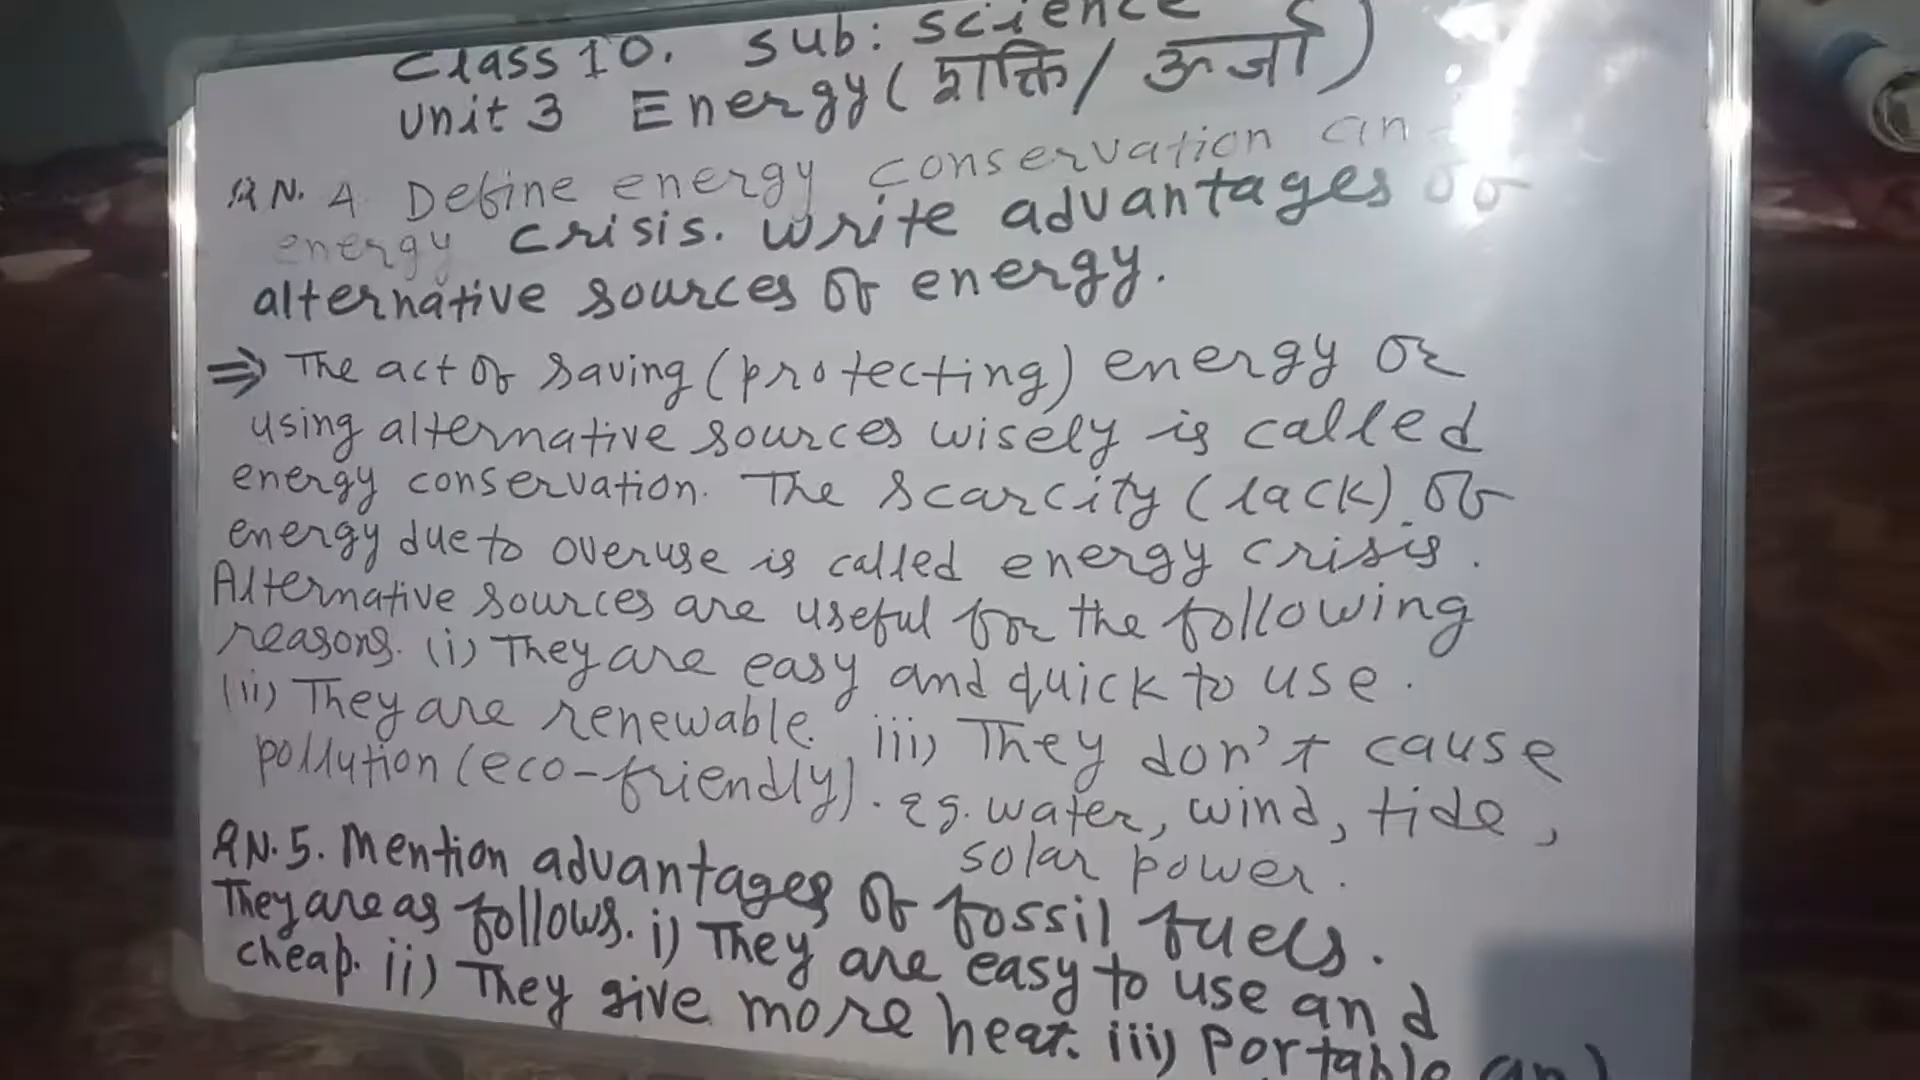 Class 10. Sub: Science
Unit 3 Energy (शक्ति / ऊर्जा)
Q N. 4 Define energy conservation an
energy crisis. Write advantages of
alternative sources of energy.
⇒ The act of saving (protecting) energy or
using alternative sources wisely is called
energy conservation. The scarcity (lack) of
energy due to overuse is called energy crisis.
Alternative sources are useful for the following
reasons. (i) They are easy and quick to use.
(ii) They are renewable. iii) They don't cause
pollution (eco-friendly). eg. water, wind, tide,
solar power.
QN. 5. Mention advantages of fossil fuels.
They are as follows. i) They are easy to use and
cheap. ii) They give more heat. iii) Portable an